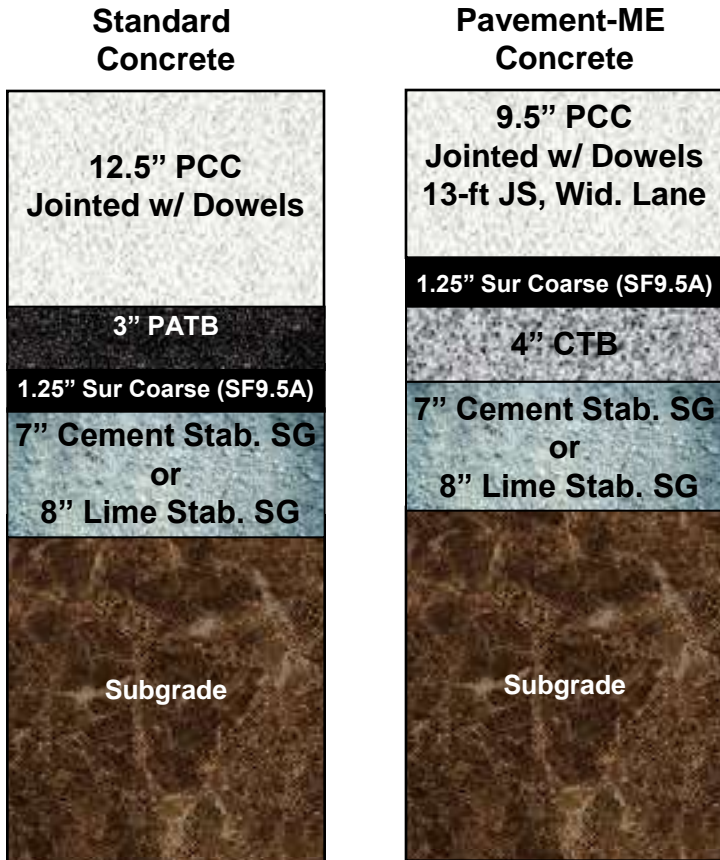 Standard
Concrete
12.5” PCC
Jointed w/ Dowels
3” PATB
1.25” Sur Coarse (SF9.5A)
7” Cement Stab. SG
or
8” Lime Stab. SG
Subgrade
Pavement-ME
Concrete
9.5” PCC
Jointed w/ Dowels
13-ft JS, Wid. Lane
1.25” Sur Coarse (SF9.5A)
4” CTB
7” Cement Stab. SG
or
8” Lime Stab. SG
Subgrade